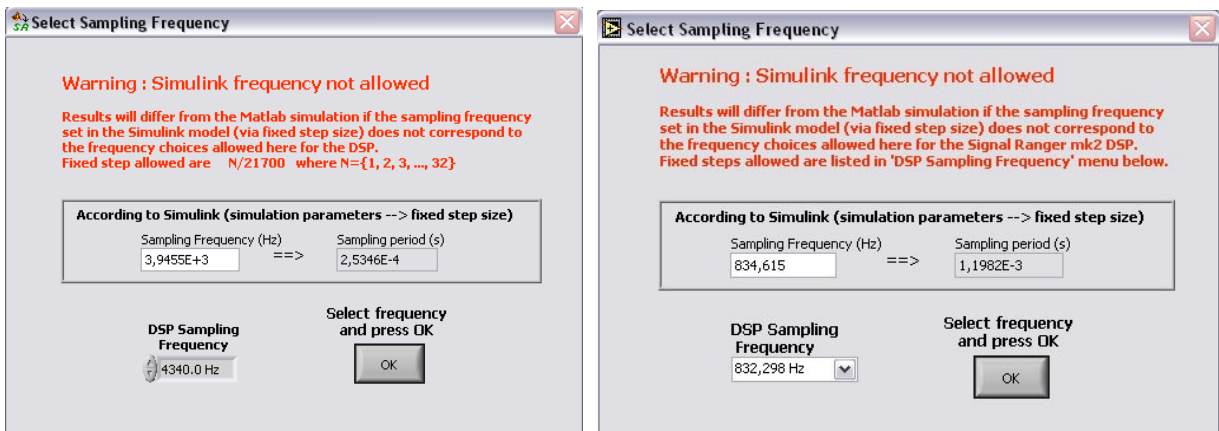 Select Sampling Frequency
Warning : Simulink frequency not allowed
Results will differ from the Matlab simulation if the sampling frequency
set in the Simulink model (via fixed step size) does not correspond to
the frequency choices allowed here for the DSP.
Fixed step allowed are N/21700 where N={1, 2, 3, ..., 32}
According to Simulink (simulation parameters --> fixed step size)
Sampling Frequency (Hz) Sampling period (s)
3,9455E+3 ==> 2,5346E-4
Select frequency
and press OK
DSP Sampling
Frequency
4340.0 Hz
OK
Select Sampling Frequency
Warning : Simulink frequency not allowed
Results will differ from the Matlab simulation if the sampling frequency
set in the Simulink model (via fixed step size) does not correspond to
the frequency choices allowed here for the Signal Ranger mk2 DSP.
Fixed steps allowed are listed in 'DSP Sampling Frequency' menu below.
According to Simulink (simulation parameters --> fixed step size)
Sampling Frequency (Hz) Sampling period (s)
834,615 ==> 1,1982E-3
Select frequency
and press OK
DSP Sampling
Frequency
832,298 Hz
OK